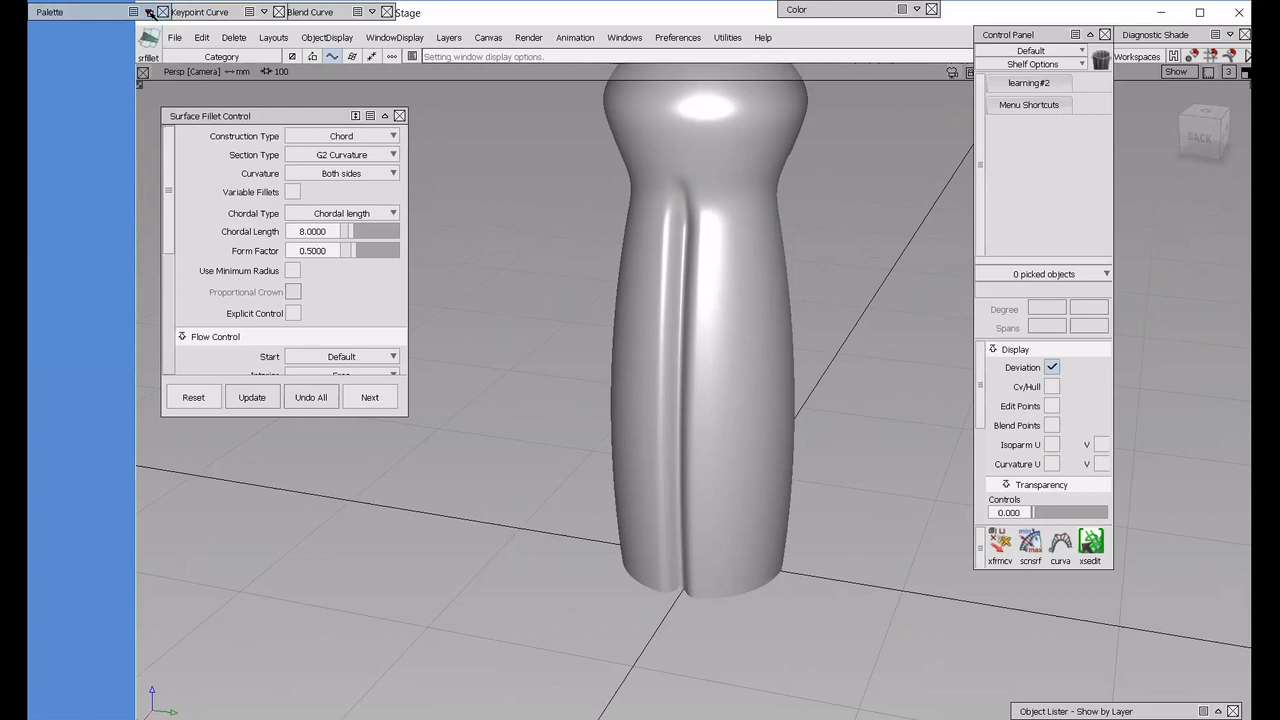 Palette
Keypoint Curve
Blend Curve
Stage
Color
File Edit Delete Layouts ObjectDisplay WindowDisplay Layers Canvas Render Animation Windows Preferences Utilities Help
srfillet
Category
Setting window display options.
Workspaces
Persp [Camera] <-> mm 100
Show
3
Control Panel
Diagnostic Shade
Default
Shelf Options
learning#2
Menu Shortcuts
0 picked objects
Degree
Spans
Display
Deviation
Cv/Hull
Edit Points
Blend Points
Isoparm U V
Curvature U V
Transparency
Controls
0.000
xfrmcv scnsrf curva xsedit
BACK
Surface Fillet Control
Construction Type Chord
Section Type G2 Curvature
Curvature Both sides
Variable Fillets
Chordal Type Chordal length
Chordal Length 8.0000
Form Factor 0.5000
Use Minimum Radius
Proportional Crown
Explicit Control
Flow Control
Start Default
Reset Update Undo All Next
Object Lister - Show by Layer